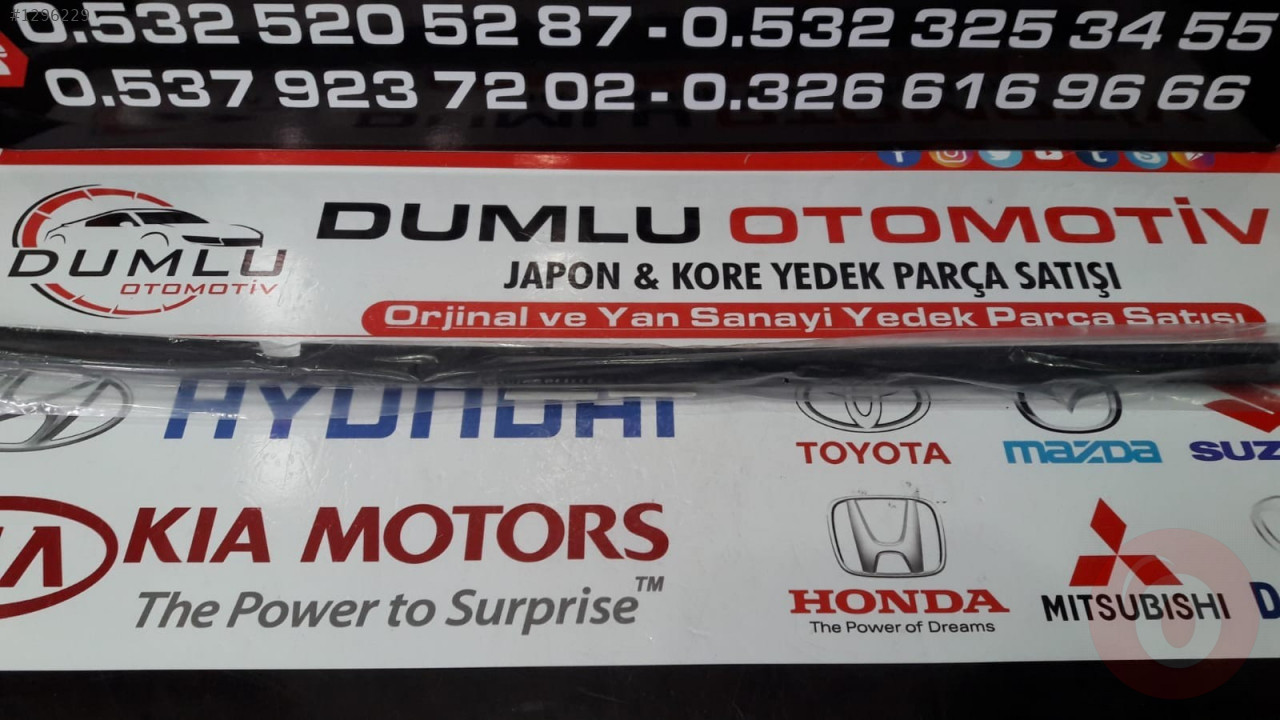 #1296229
0.532 520 52 87 - 0.532 325 34 55
0.537 923 72 02 - 0.326 616 96 66
DUMLU
OTOMOTİV
DUMLU OTOMOTİV
JAPON & KORE YEDEK PARÇA SATIŞI
Orjinal ve Yan Sanayi Yedek Parça Satışı
HYUNDAI
TOYOTA
mazda
SUZ
KIA MOTORS
The Power to Surprise™
HONDA
The Power of Dreams
MITSUBISHI
D